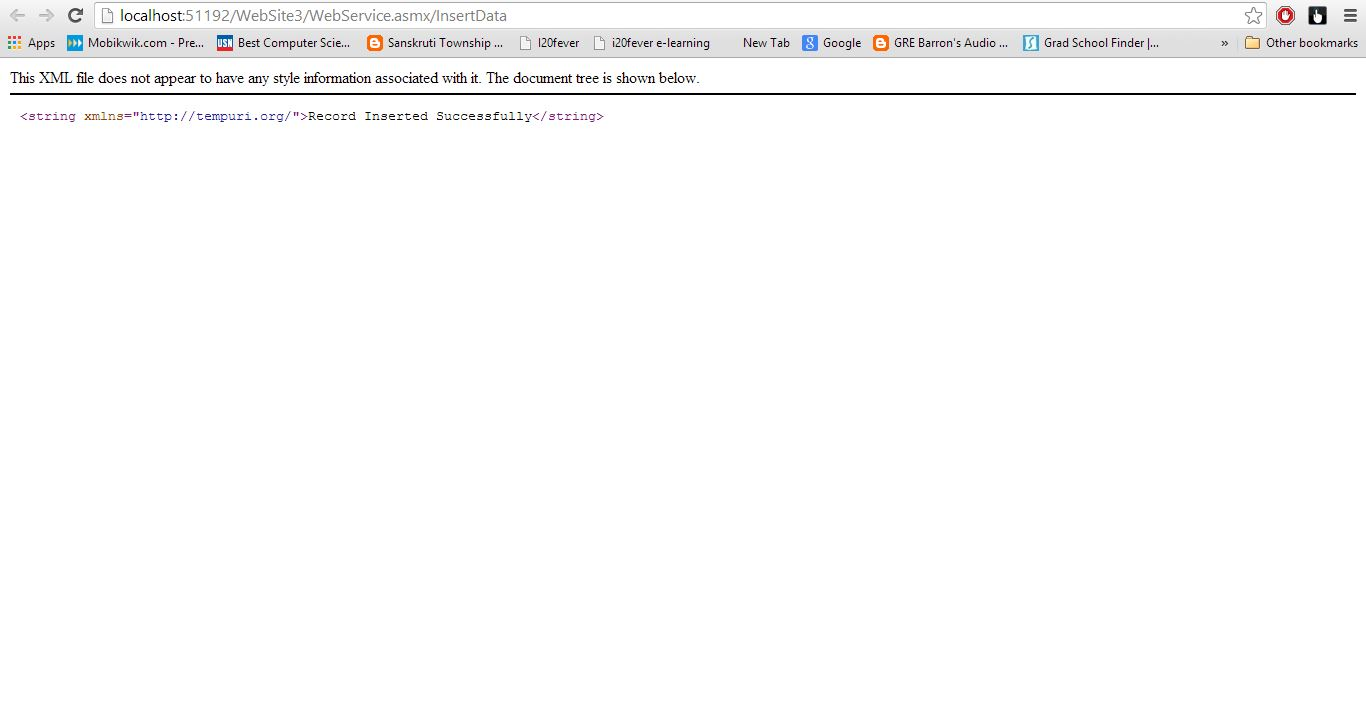 localhost:51192/WebSite3/WebService.asmx/InsertData
Apps Mobikwik.com - Pre... USN Best Computer Scie... Sanskruti Township ... I20fever i20fever e-learning New Tab Google GRE Barron's Audio ... Grad School Finder |... » Other bookmarks
This XML file does not appear to have any style information associated with it. The document tree is shown below.
<string xmlns="http://tempuri.org/">Record Inserted Successfully</string>